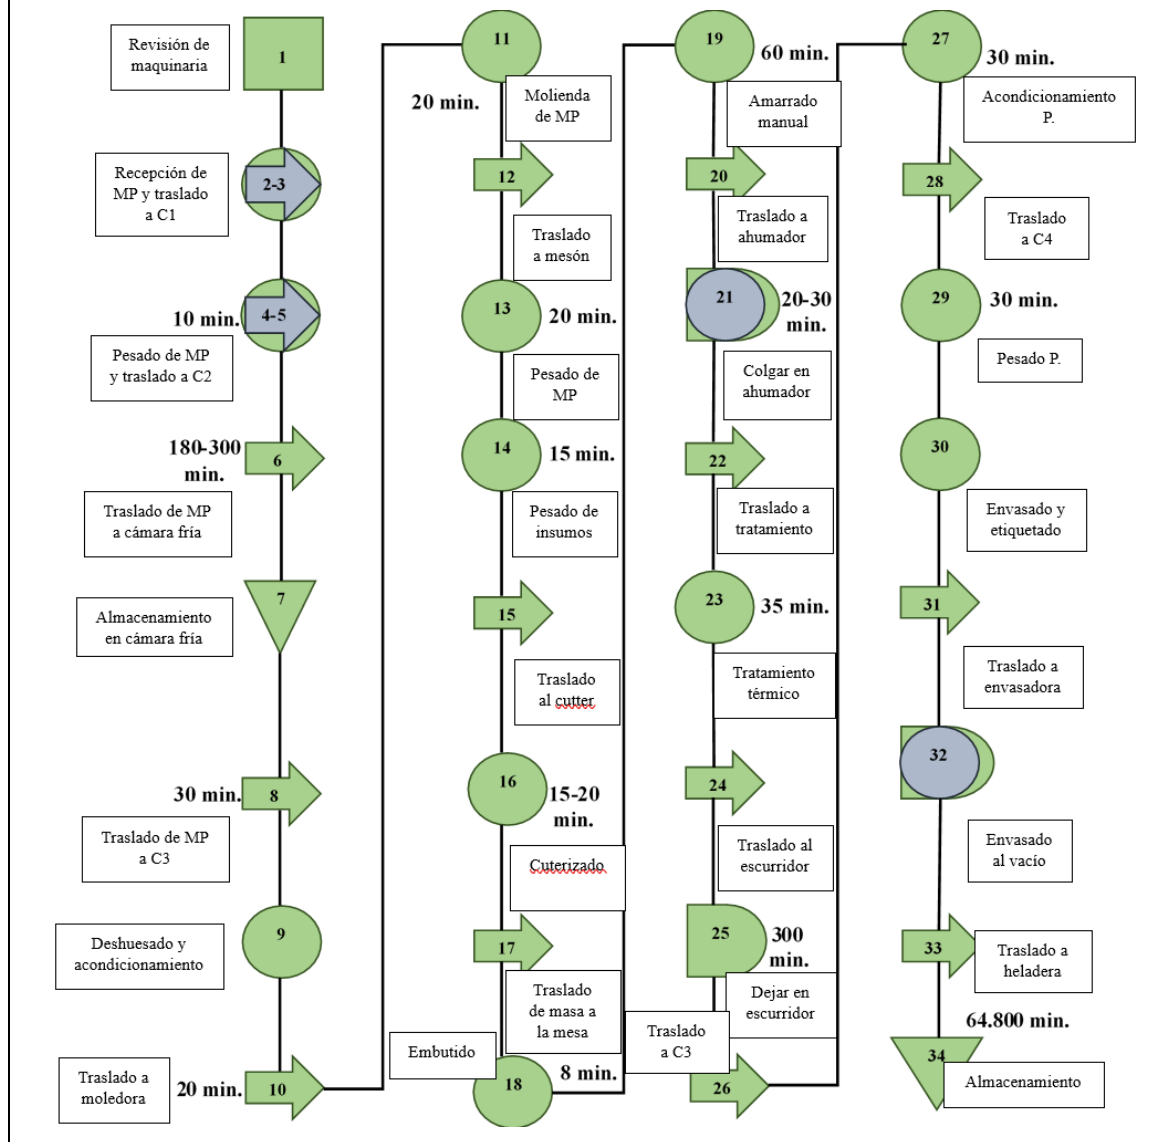 Revisión de
maquinaria
1
Recepción de
MP y traslado
a C1
2-3
10 min.
4-5
Pesado de MP
y traslado a C2
180-300
min.
6
Traslado de MP
a cámara fría
7
Almacenamiento
en cámara fría
30 min.
8
Traslado de MP
a C3
9
Deshuesado y
acondicionamiento
Traslado a
moledora
20 min.
10
11
20 min.
Molienda
de MP
12
Traslado
a mesón
13
20 min.
Pesado de
MP
14
15 min.
Pesado de
insumos
15
Traslado
al cutter
16
15-20
min.
Cuterizado
17
Traslado
de masa a
la mesa
Embutido
18
8 min.
19
60 min.
Amarrado
manual
20
Traslado a
ahumador
21
20-30
min.
Colgar en
ahumador
22
Traslado a
tratamiento
23
35 min.
Tratamiento
térmico
24
Traslado al
escurridor
25
300
min.
Dejar en
escurridor
Traslado
a C3
26
27
30 min.
Acondicionamiento
P.
28
Traslado
a C4
29
30 min.
Pesado P.
30
Envasado y
etiquetado
31
Traslado a
envasadora
32
Envasado
al vacío
33
Traslado a
heladera
64.800 min.
34
Almacenamiento